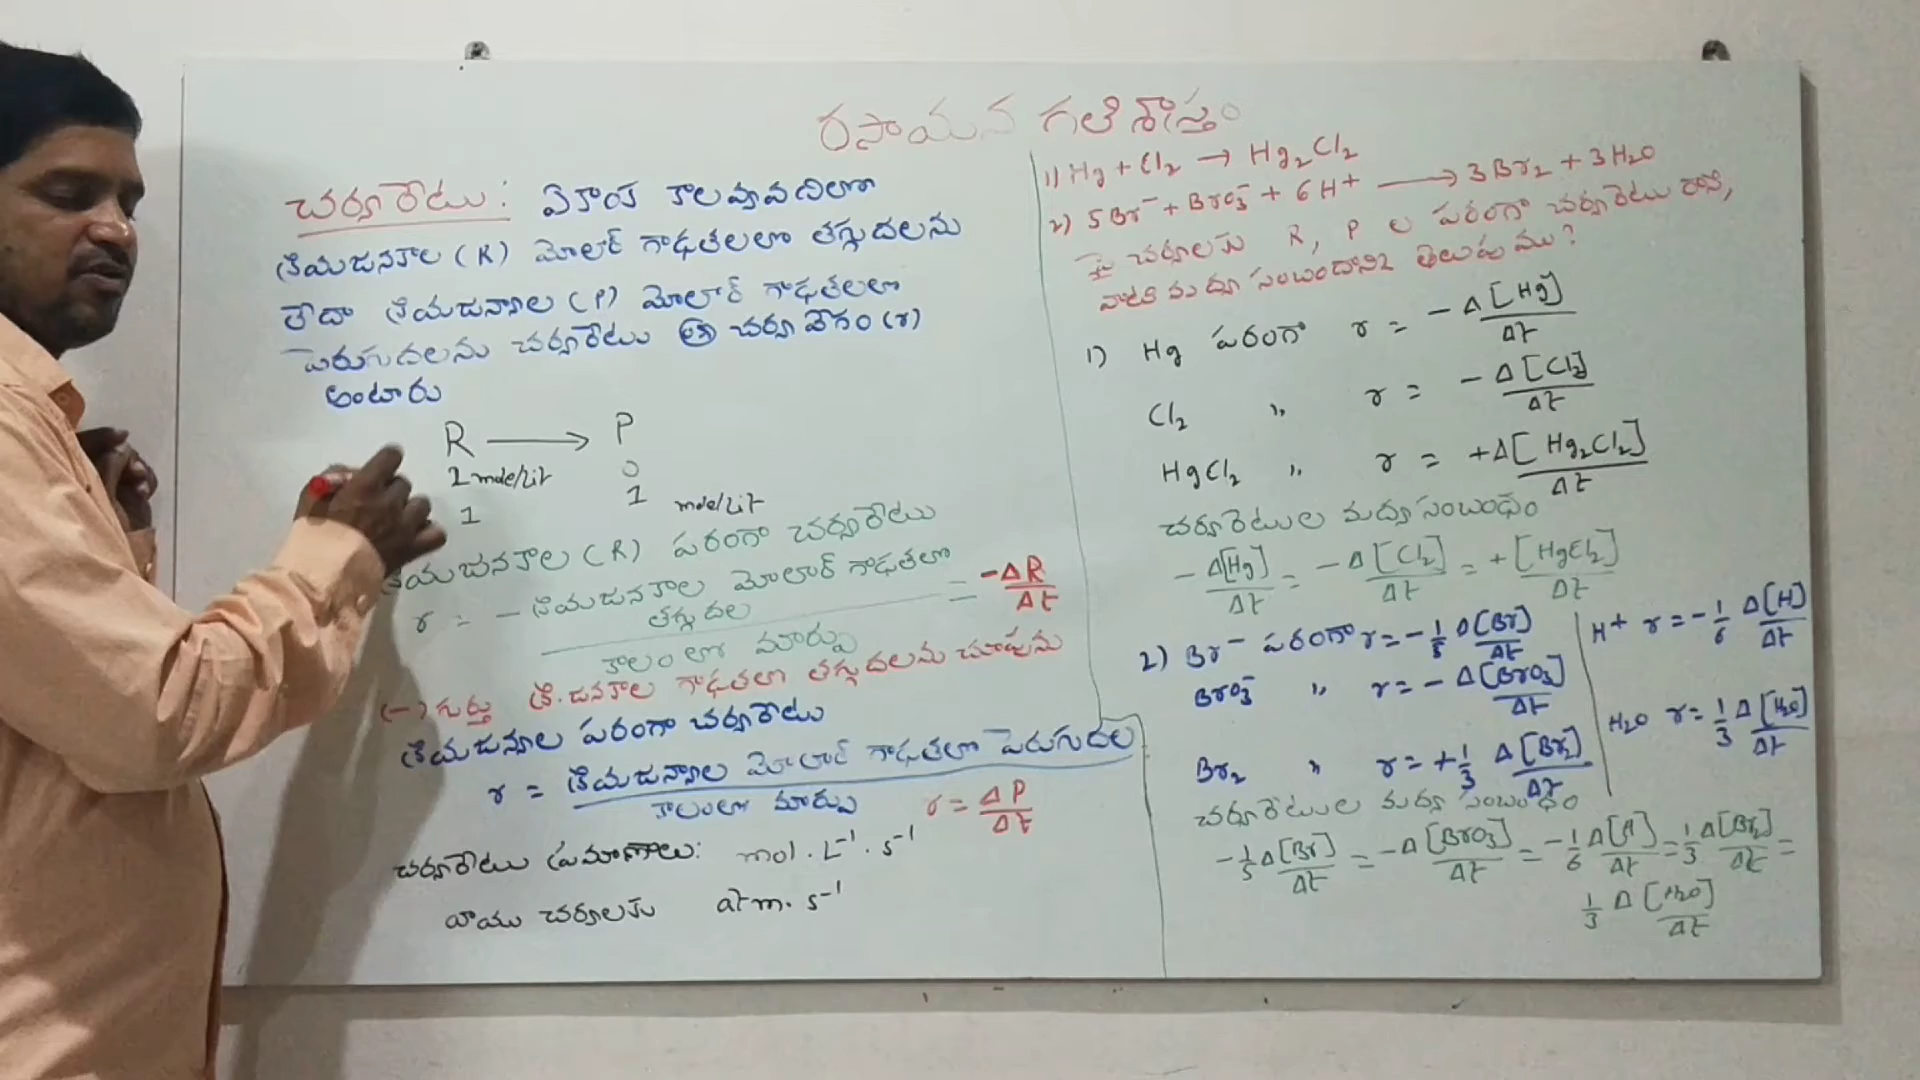 రసాయన గతిశాస్త్రం
చర్యారేటు: ఏకాంక కాలవ్యవధిలో
క్రియజనకాల (R) మోలార్ గాఢతలలో తగ్గుదలను
లేదా క్రియజన్యాల (P) మోలార్ గాఢతలలో
పెరుగుదలను చర్యారేటు (లేదా) చర్యా వేగం (r)
అంటారు
R ⟶ P
2 mole/Lit 0
1 1 mole/Lit
క్రియజనకాల (R) పరంగా చర్యారేటు
r = - క్రియజనకాల మోలార్ గాఢతలో తగ్గుదల / కాలంలో మార్పు = -ΔR/Δt
(-) గుర్తు క్రి.జనకాల గాఢతలో తగ్గుదలను చూపును
క్రియజన్యాల పరంగా చర్యారేటు
r = క్రియజన్యాల మోలార్ గాఢతలో పెరుగుదల / కాలంలో మార్పు r = ΔP/Δt
చర్యారేటు ప్రమాణాలు: mol . L⁻¹ . s⁻¹
వాయు చర్యలకు atm . s⁻¹
1) Hg + Cl₂ → Hg₂Cl₂
2) 5Br⁻ + BrO₃⁻ + 6H⁺ ⟶ 3Br₂ + 3H₂O
పై చర్యలకు R, P ల పరంగా చర్యారేటు రాసి,
వాటి మధ్యా సంబందాని తెలుపుము?
1) Hg పరంగా r = -Δ[Hg]/Δt
Cl₂ " r = -Δ[Cl₂]/Δt
HgCl₂ " r = +Δ[Hg₂Cl₂]/Δt
చర్యారేటుల మధ్యా సంబంధం
-Δ[Hg]/Δt = -Δ[Cl₂]/Δt = +[HgCl₂]/Δt
2) Br⁻ పరంగా r = -1/5 Δ[Br]/Δt
BrO₃⁻ " r = -Δ[BrO₃]/Δt
Br₂ " r = +1/3 Δ[Br₂]/Δt
H⁺ r = -1/6 Δ[H]/Δt
H₂O r = 1/3 Δ[H₂O]/Δt
చర్యారేటుల మధ్యా సంబంధం
-1/5 Δ[Br]/Δt = -Δ[BrO₃]/Δt = -1/6 Δ[H]/Δt = 1/3 Δ[Br₂]/Δt =
1/3 Δ[H₂O]/Δt